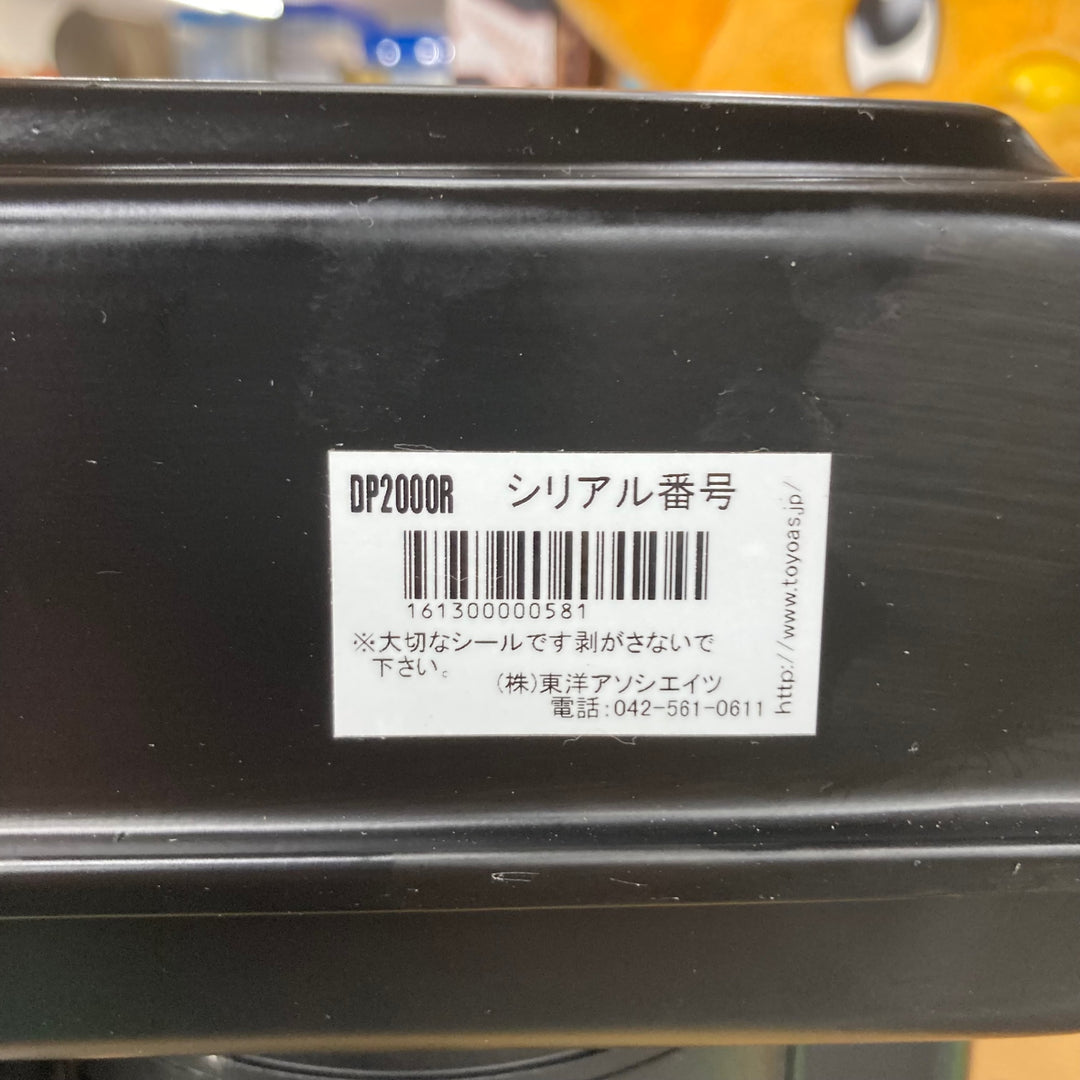 DP2000R シリアル番号
161300000581
※大切なシールです剥がさないで
下さい。
(株)東洋アソシエイツ
電話:042-561-0611
http://www.toyoas.jp/